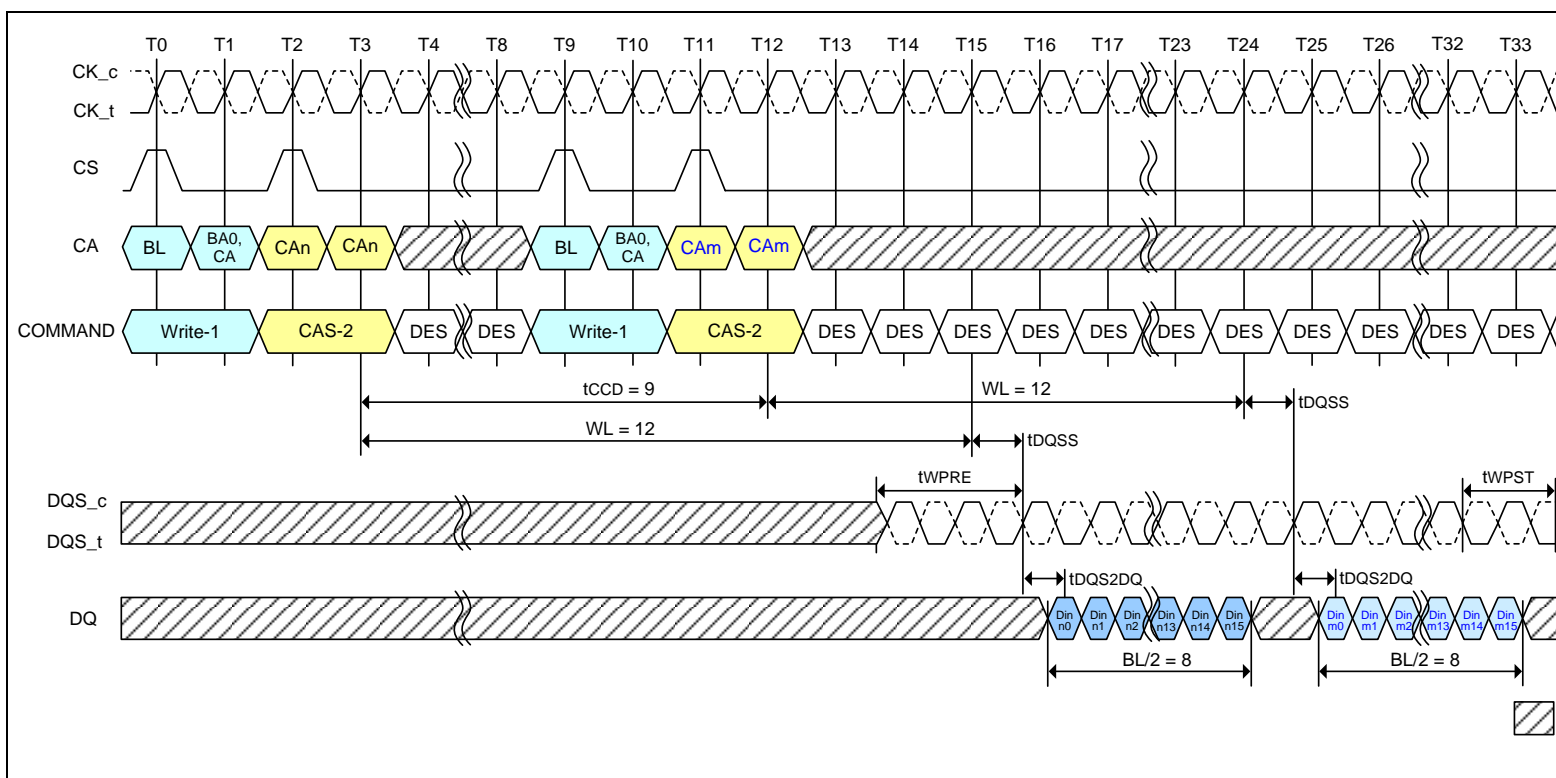 T0 T1 T2 T3 T4 T8 T9 T10 T11 T12 T13 T14 T15 T16 T17 T23 T24 T25 T26 T32 T33
CK_c
CK_t
CS
CA
BL BA0, CA CAn CAn BL BA0, CA CAm CAm
COMMAND
Write-1 CAS-2 DES DES Write-1 CAS-2 DES DES DES DES DES DES DES DES DES DES DES
tCCD = 9 WL = 12 tDQSS
WL = 12 tDQSS
tWPRE tWPST
DQS_c
DQS_t
tDQS2DQ tDQS2DQ
DQ
Din n0 Din n1 Din n2 Din n13 Din n14 Din n15 Din m0 Din m1 Din m2 Din m13 Din m14 Din m15
BL/2 = 8 BL/2 = 8